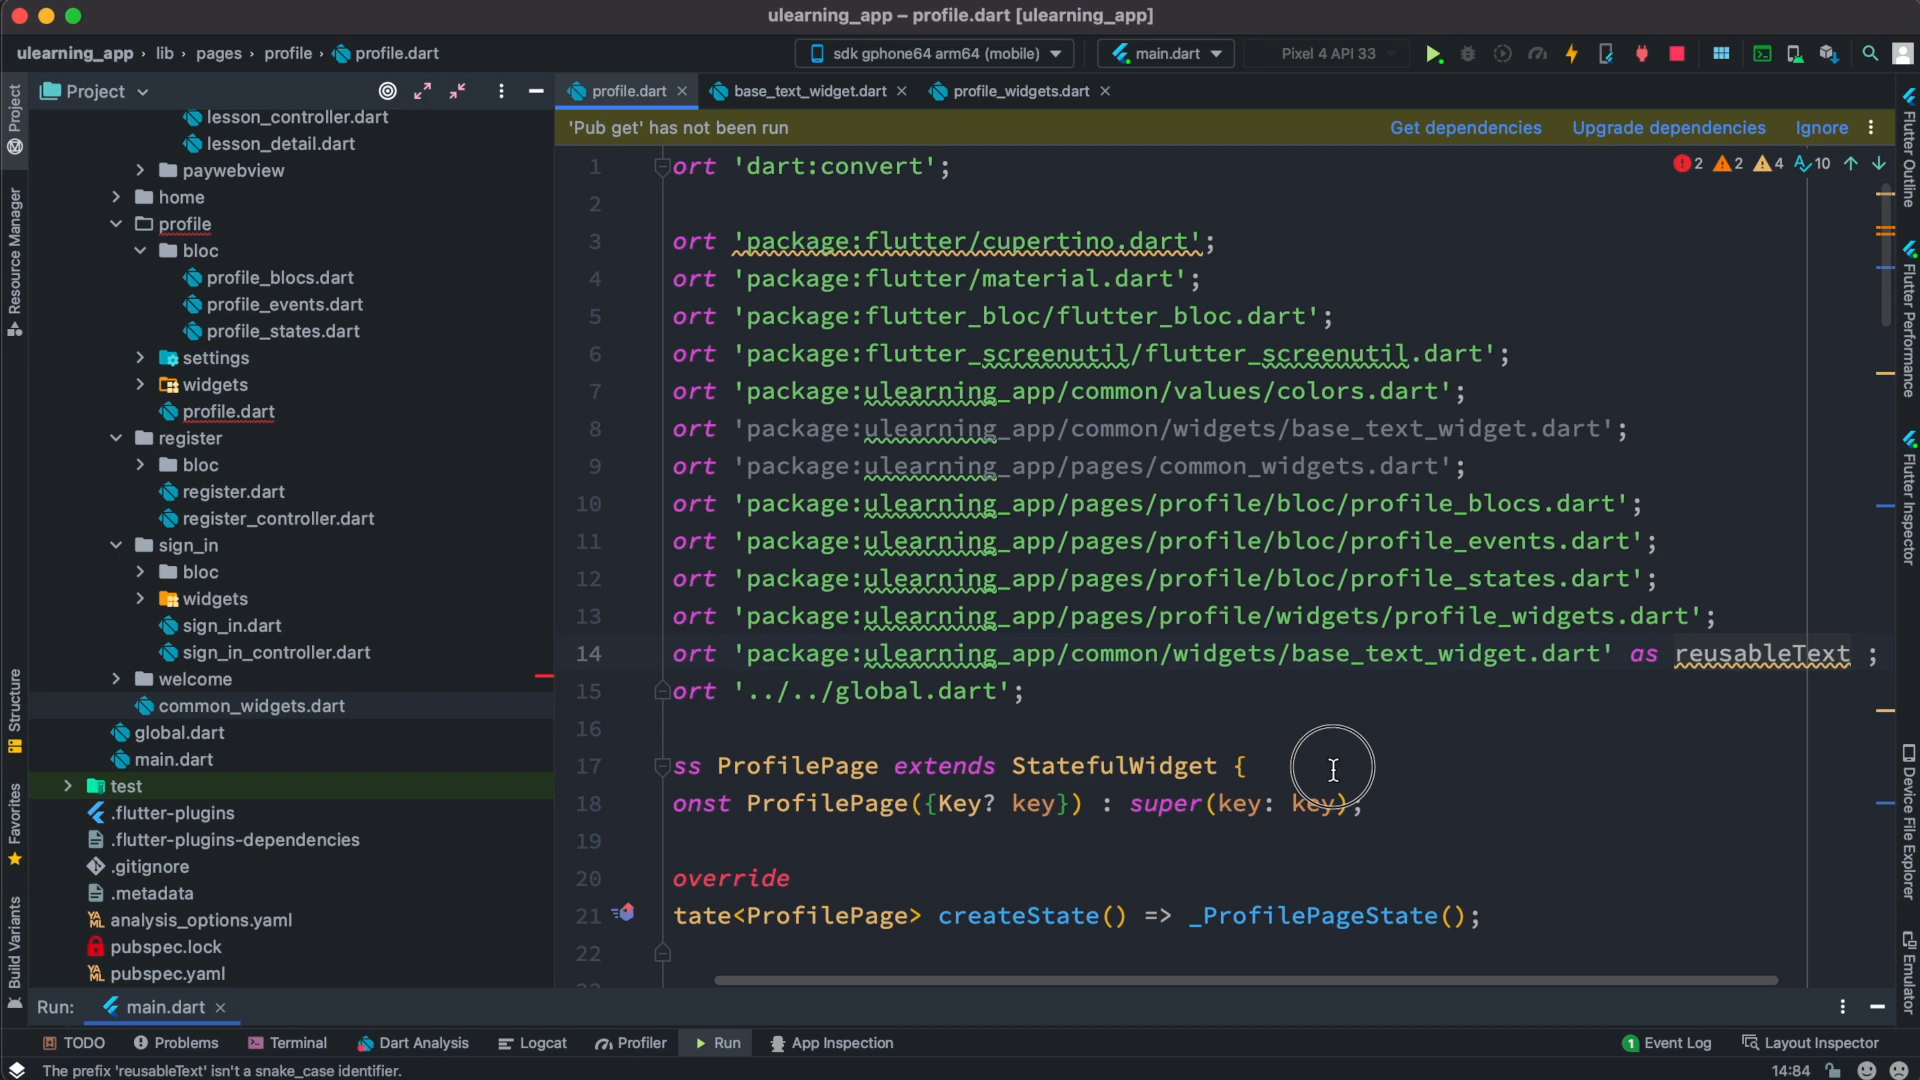 ulearning_app – profile.dart [ulearning_app]
ulearning_app › lib › pages › profile › profile.dart
sdk gphone64 arm64 (mobile)
main.dart
Pixel 4 API 33
Project
profile.dart
base_text_widget.dart
profile_widgets.dart
'Pub get' has not been run
Get dependencies
Upgrade dependencies
Ignore
2 2 4 10
lesson_controller.dart
lesson_detail.dart
paywebview
home
profile
bloc
profile_blocs.dart
profile_events.dart
profile_states.dart
settings
widgets
profile.dart
register
bloc
register.dart
register_controller.dart
sign_in
bloc
widgets
sign_in.dart
sign_in_controller.dart
welcome
common_widgets.dart
global.dart
main.dart
test
.flutter-plugins
.flutter-plugins-dependencies
.gitignore
.metadata
analysis_options.yaml
pubspec.lock
pubspec.yaml
1 ort 'dart:convert';
2
3 ort 'package:flutter/cupertino.dart';
4 ort 'package:flutter/material.dart';
5 ort 'package:flutter_bloc/flutter_bloc.dart';
6 ort 'package:flutter_screenutil/flutter_screenutil.dart';
7 ort 'package:ulearning_app/common/values/colors.dart';
8 ort 'package:ulearning_app/common/widgets/base_text_widget.dart';
9 ort 'package:ulearning_app/pages/common_widgets.dart';
10 ort 'package:ulearning_app/pages/profile/bloc/profile_blocs.dart';
11 ort 'package:ulearning_app/pages/profile/bloc/profile_events.dart';
12 ort 'package:ulearning_app/pages/profile/bloc/profile_states.dart';
13 ort 'package:ulearning_app/pages/profile/widgets/profile_widgets.dart';
14 ort 'package:ulearning_app/common/widgets/base_text_widget.dart' as reusableText ;
15 ort '../../global.dart';
16
17 ss ProfilePage extends StatefulWidget {
18 onst ProfilePage({Key? key}) : super(key: key);
19
20 override
21 tate<ProfilePage> createState() => _ProfilePageState();
22
Project
Resource Manager
Structure
Favorites
Build Variants
Flutter Outline
Flutter Performance
Flutter Inspector
Device File Explorer
Emulator
Run: main.dart
TODO
Problems
Terminal
Dart Analysis
Logcat
Profiler
Run
App Inspection
1 Event Log
Layout Inspector
The prefix 'reusableText' isn't a snake_case identifier.
14:84